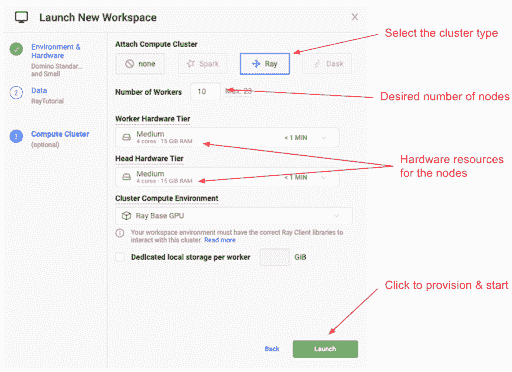 Launch New Workspace
X
Select the cluster type
Environment & Hardware
Domino Standar...
and Small
2
Data
RayTutorial
3
Compute Cluster
(optional)
Attach Compute Cluster
none
Spark
Ray
Dask
Number of Workers
10
Max: 23
Desired number of nodes
Worker Hardware Tier
Medium
4 cores · 15 GiB RAM
< 1 MIN
Head Hardware Tier
Medium
4 cores · 15 GiB RAM
< 1 MIN
Hardware resources
for the nodes
Cluster Compute Environment
Ray Base GPU
Your workspace environment must have the correct Ray Client libraries to
interact with this cluster. Read more
Dedicated local storage per worker
GiB
Click to provision & start
Back
Launch